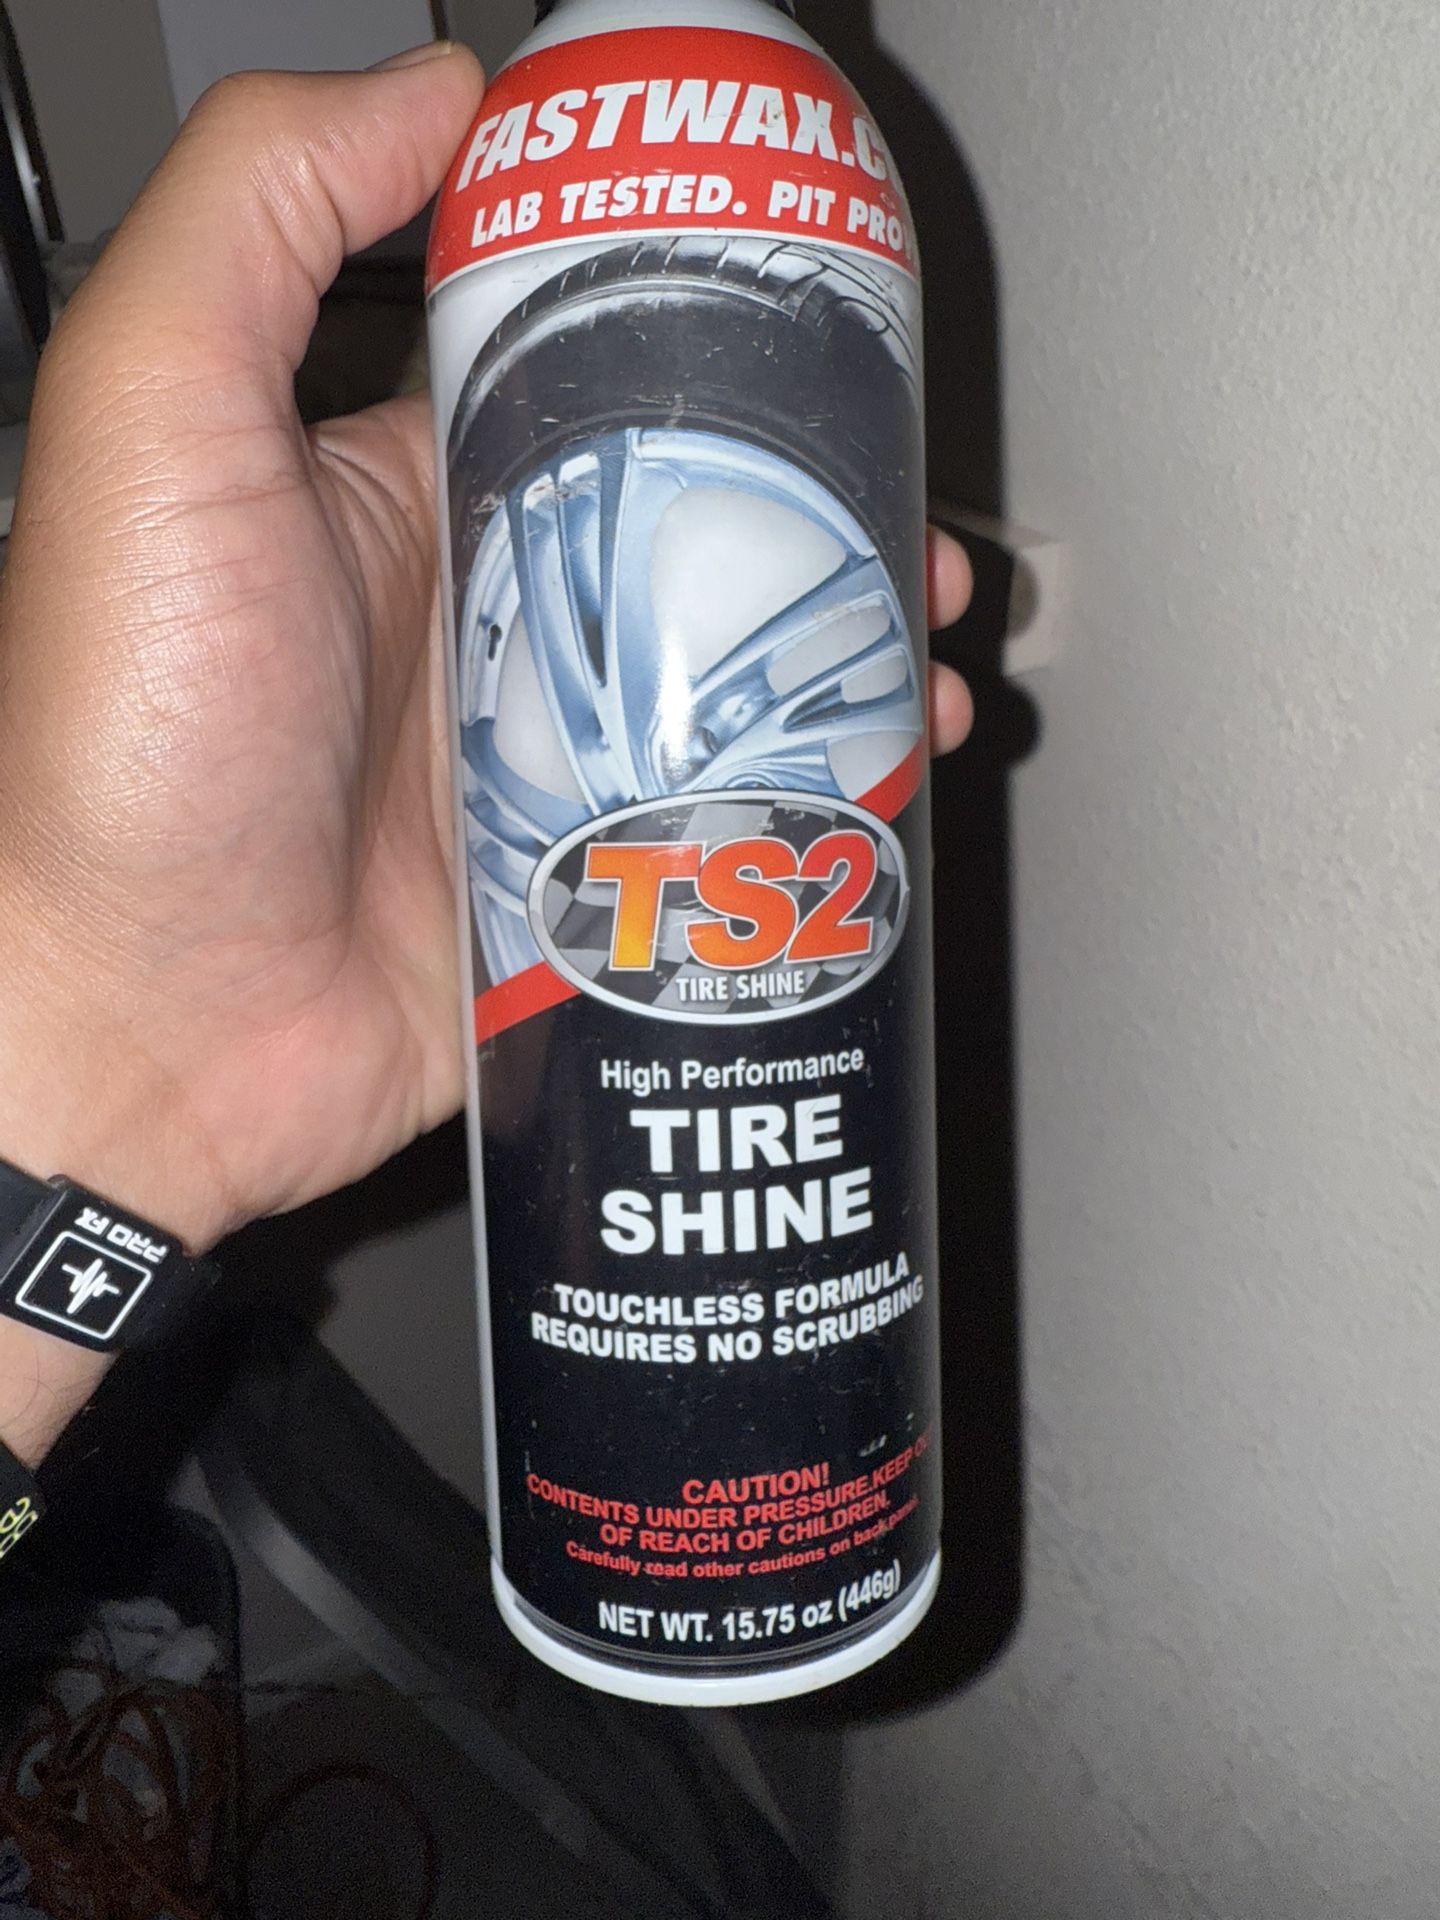 FASTWAX.C
LAB TESTED. PIT PRO
TS2
TIRE SHINE
High Performance
TIRE
SHINE
TOUCHLESS FORMULA
REQUIRES NO SCRUBBING
CAUTION!
CONTENTS UNDER PRESSURE.KEEP
OF REACH OF CHILDREN.
Carefully read other cautions on back panel.
NET WT. 15.75 oz (446g)
PRO FX